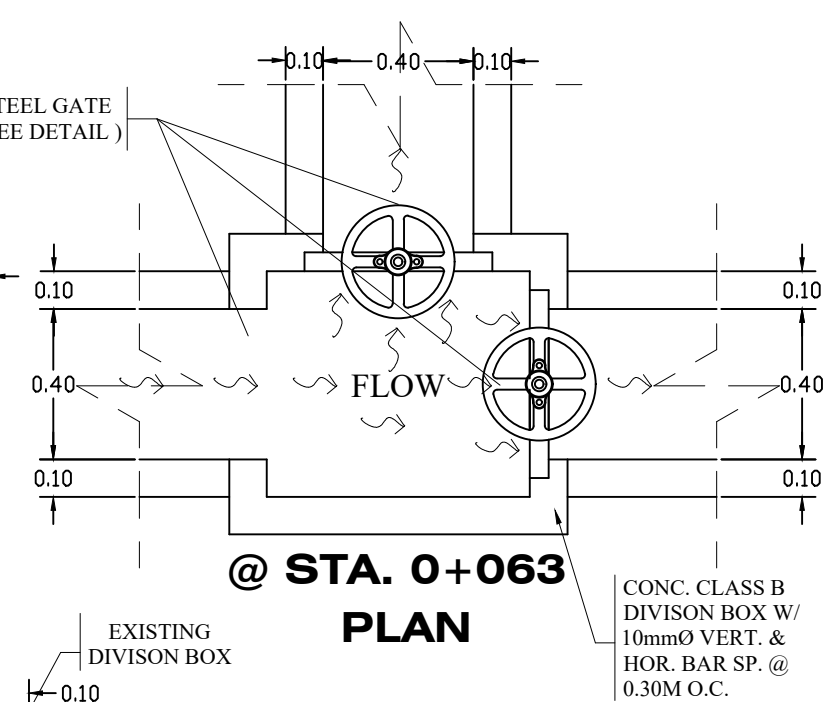 0.10 0.40 0.10
TEEL GATE
EE DETAIL )
0.10 0.10
0.40 FLOW 0.40
0.10 0.10
@ STA. 0+063
PLAN
EXISTING
DIVISON BOX
0.10
CONC. CLASS B
DIVISON BOX W/
10mmØ VERT. &
HOR. BAR SP. @
0.30M O.C.